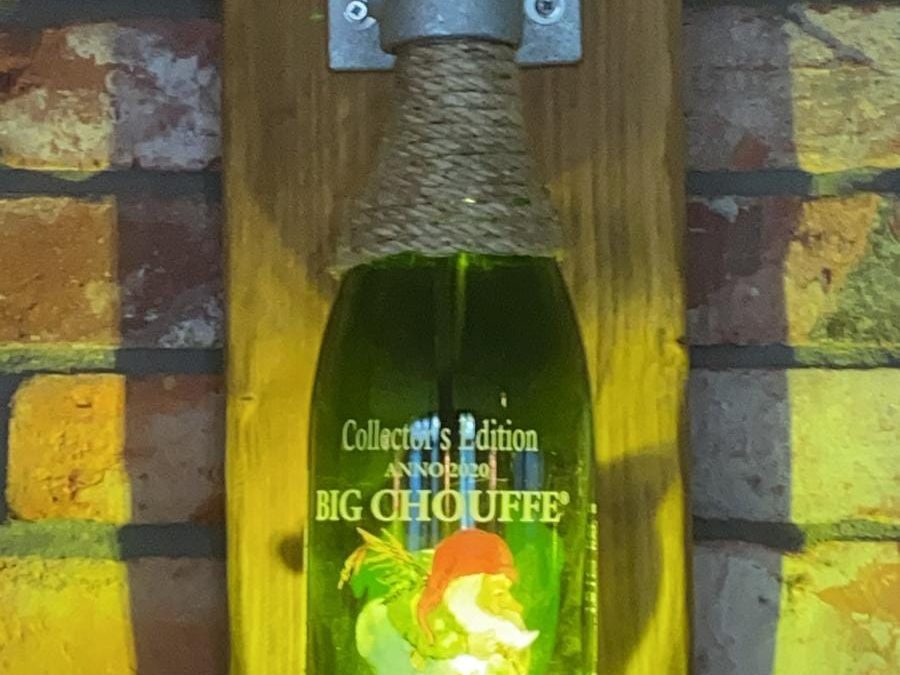 Collector's Edition
ANNO 2020
BIG CHOUFFE®